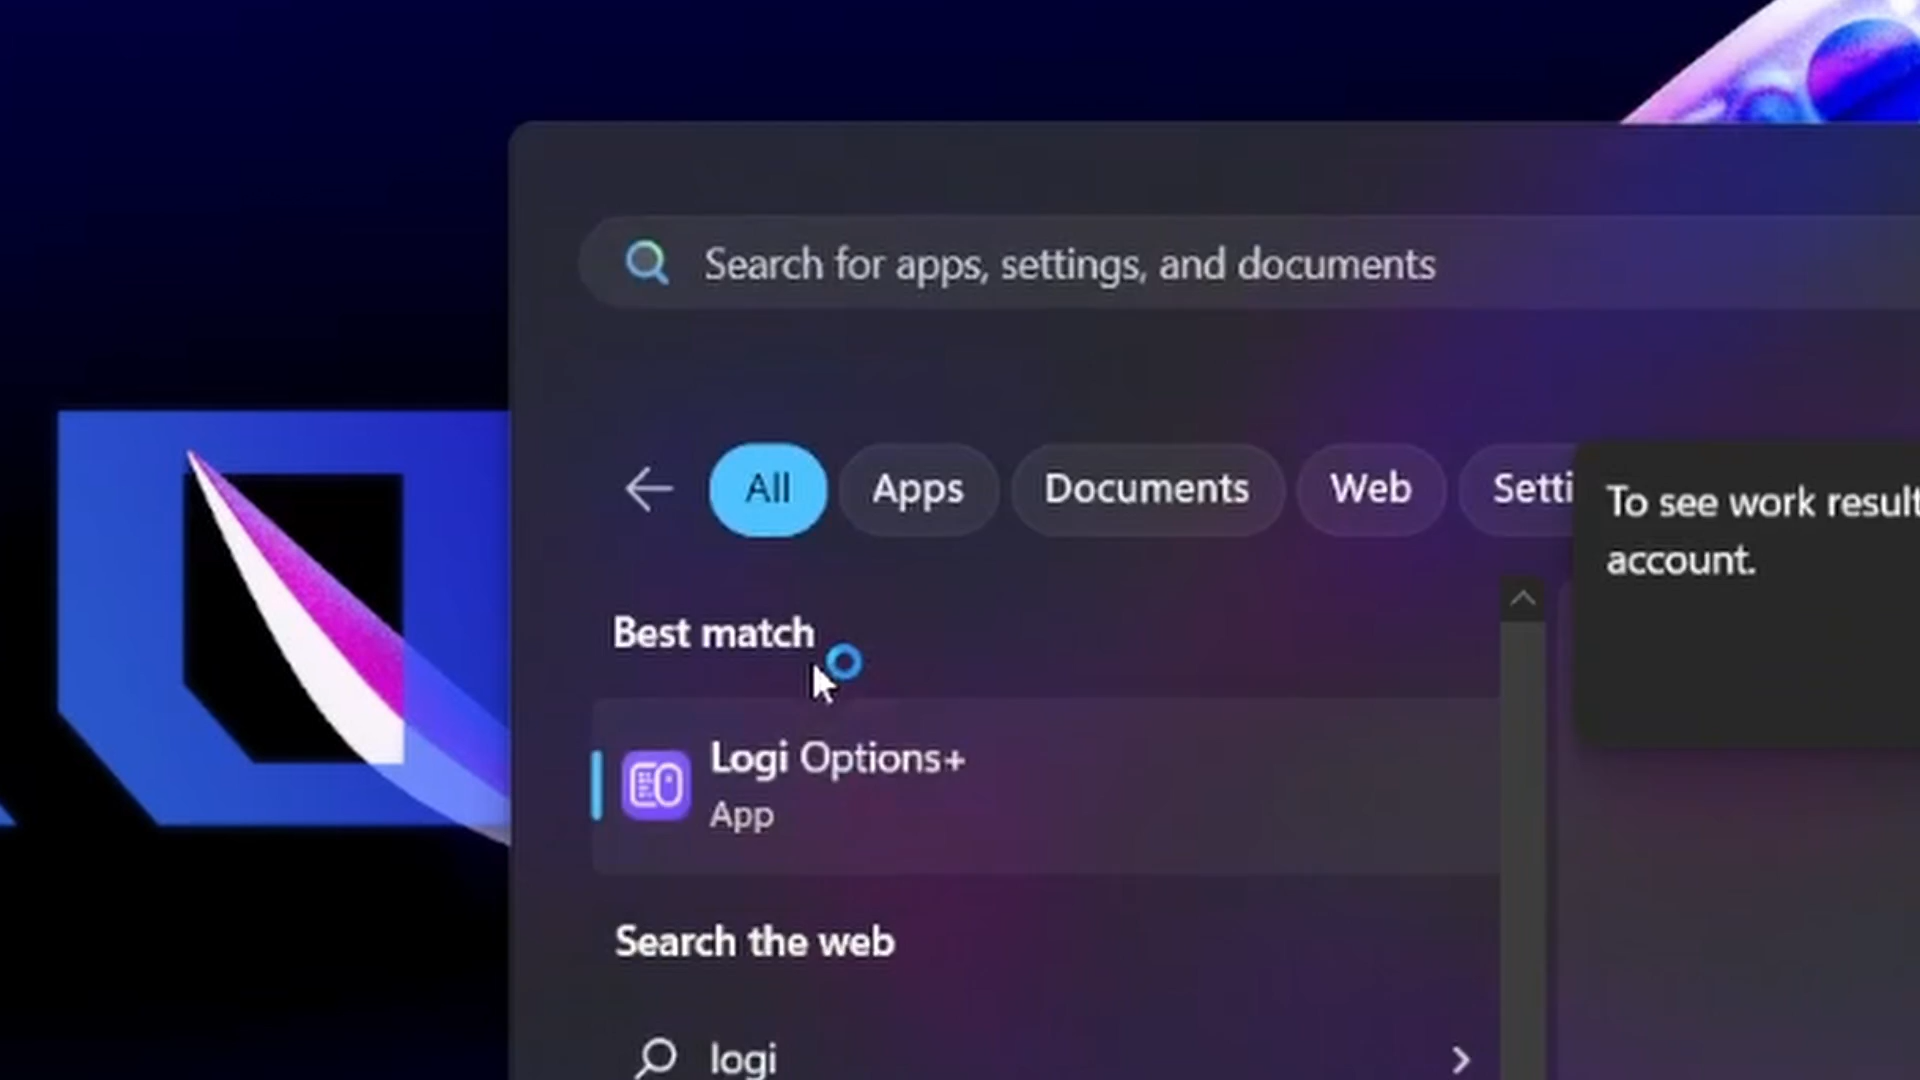 Search for apps, settings, and documents
All Apps Documents Web Setti
To see work result
account.
Best match
Logi Options+
App
Search the web
logi